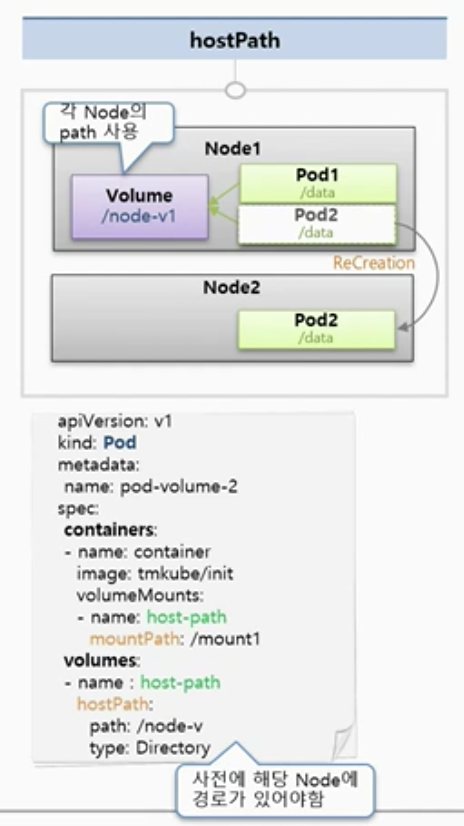 hostPath
각 Node의
path 사용
Node1
Volume
/node-v1
Pod1
/data
Pod2
/data
ReCreation
Node2
Pod2
/data
apiVersion: v1
kind: Pod
metadata:
name: pod-volume-2
spec:
containers:
- name: container
image: tmkube/init
volumeMounts:
- name: host-path
mountPath: /mount1
volumes:
- name : host-path
hostPath:
path: /node-v
type: Directory
사전에 해당 Node에
경로가 있어야함